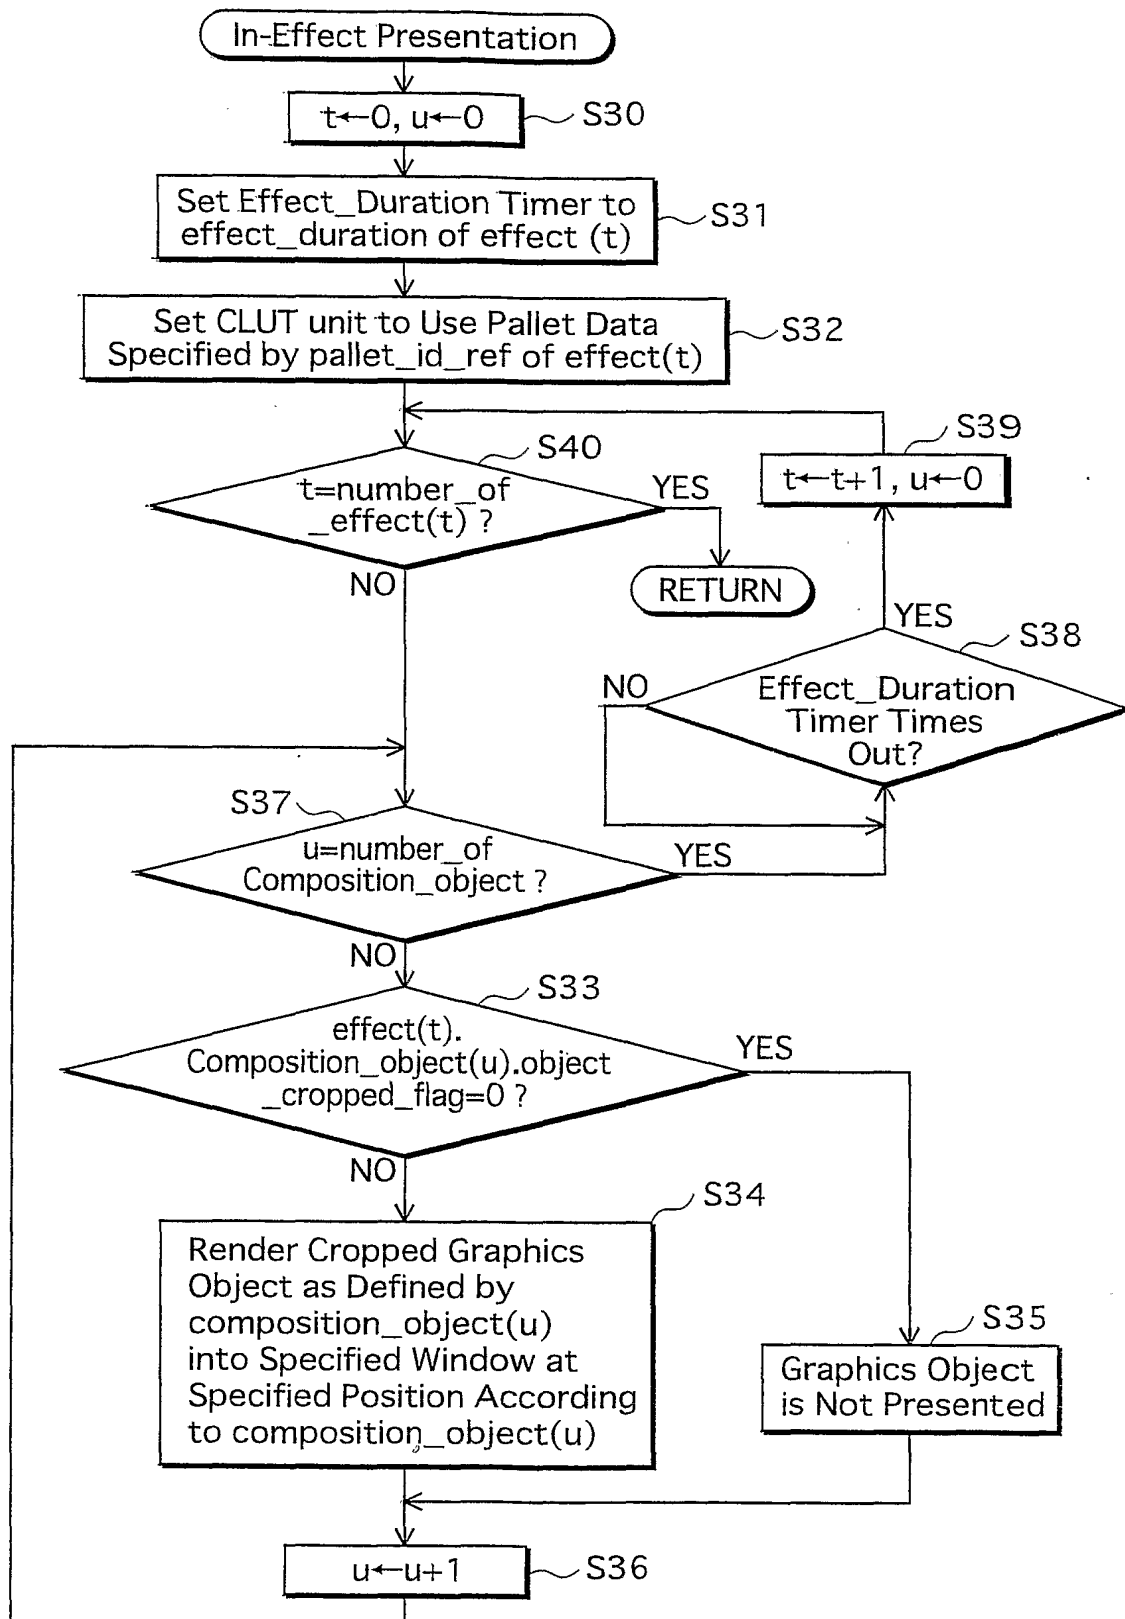 In-Effect Presentation
t←0, u←0
S30
Set Effect_Duration Timer to
effect_duration of effect (t)
S31
Set CLUT unit to Use Pallet Data
Specified by pallet_id_ref of effect(t)
S32
S40
t=number_of
_effect(t) ?
YES
NO
RETURN
S39
t←t+1, u←0
YES
S38
NO
Effect_Duration
Timer Times
Out?
S37
u=number_of
Composition_object ?
YES
NO
S33
effect(t).
Composition_object(u).object
_cropped_flag=0 ?
YES
NO
S34
Render Cropped Graphics
Object as Defined by
composition_object(u)
into Specified Window at
Specified Position According
to composition_object(u)
S35
Graphics Object
is Not Presented
u←u+1
S36